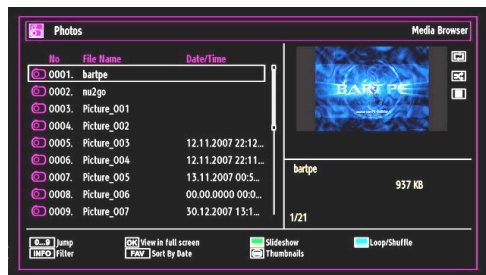 Photos Media Browser
No File Name Date/Time
0001. bartpe
0002. nu2go
0003. Picture_001
0004. Picture_002
0005. Picture_003 12.11.2007 22:12...
0006. Picture_004 12.11.2007 22:11...
0007. Picture_005 13.11.2007 00:5...
0008. Picture_006 00.00.0000 00:0...
0009. Picture_007 30.12.2007 13:1...
BART PE
bartpe
937 KB
1/21
0...9 Jump OK View in full screen Slideshow Loop/Shuffle
INFO Filter FAV Sort By Date Thumbnails